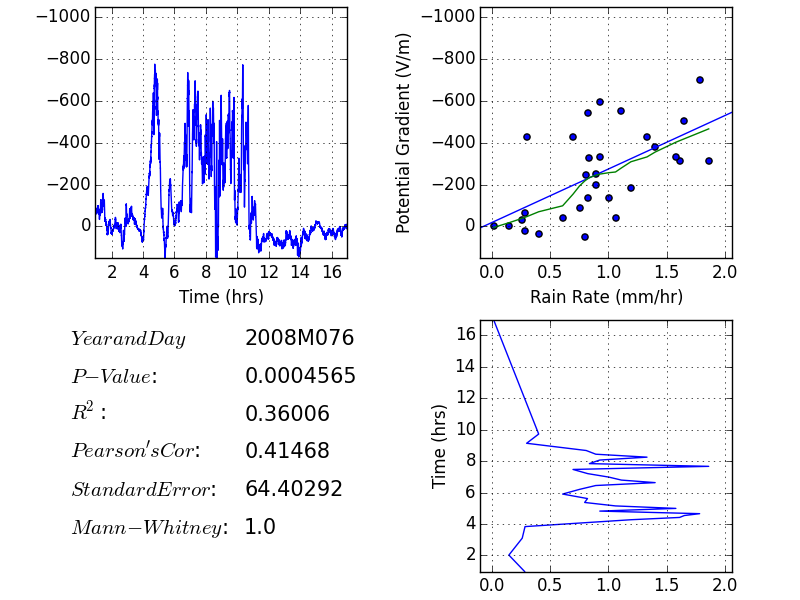 −1000
−800
−600
−400
−200
0
2 4 6 8 10 12 14 16
Time (hrs)
Potential Gradient (V/m)
−1000
−800
−600
−400
−200
0
0.0 0.5 1.0 1.5 2.0
Rain Rate (mm/hr)
YearandDay 2008M076
P−Value: 0.0004565
R²: 0.36006
Pearson′sCor: 0.41468
StandardError: 64.40292
Mann−Whitney: 1.0
Time (hrs)
16
14
12
10
8
6
4
2
0.0 0.5 1.0 1.5 2.0